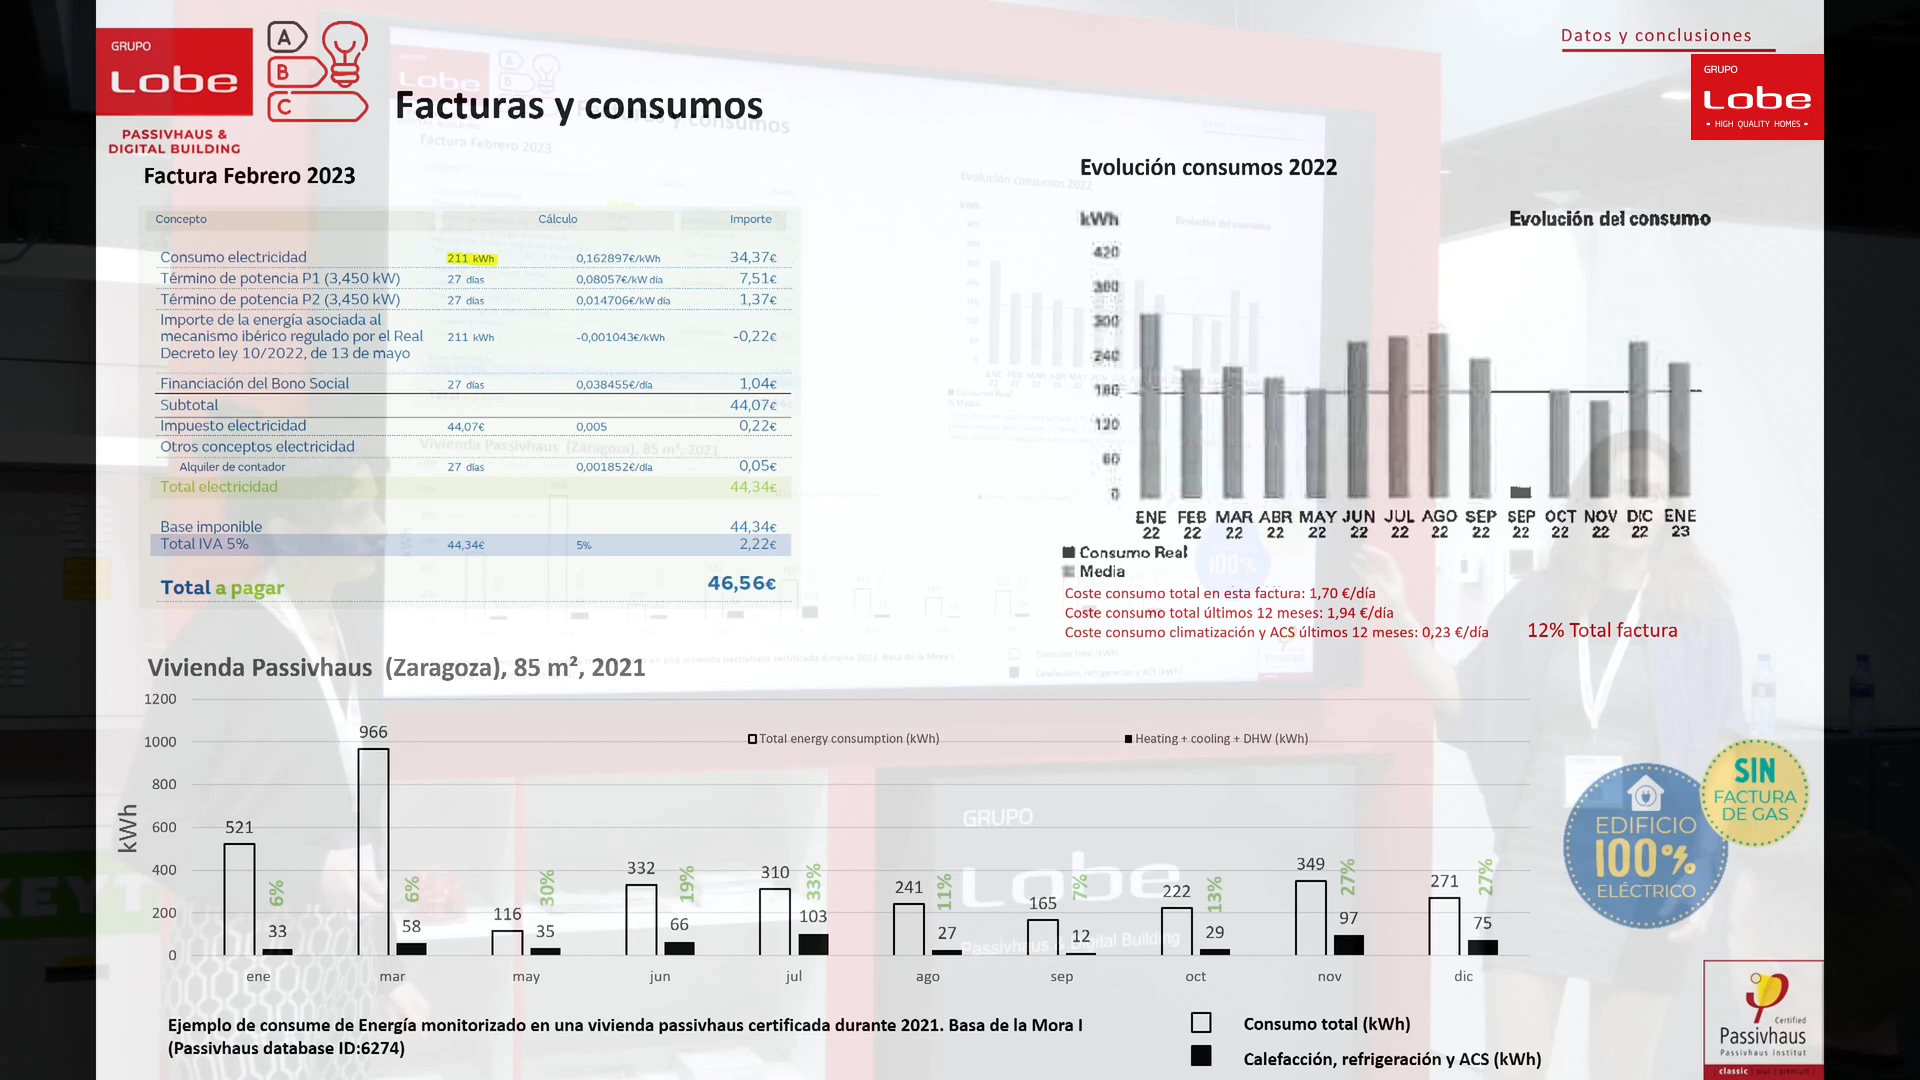 GRUPO
Lobe
PASSIVHAUS &
DIGITAL BUILDING
A
B
C
Facturas y consumos
Datos y conclusiones
GRUPO
Lobe
• HIGH QUALITY HOMES •
Factura Febrero 2023
Concepto Cálculo Importe
Consumo electricidad 211 kWh 0,162897€/kWh 34,37€
Término de potencia P1 (3,450 kW) 27 días 0,08057€/kW día 7,51€
Término de potencia P2 (3,450 kW) 27 días 0,014706€/kW día 1,37€
Importe de la energía asociada al
mecanismo ibérico regulado por el Real 211 kWh -0,001043€/kWh -0,22€
Decreto ley 10/2022, de 13 de mayo
Financiación del Bono Social 27 días 0,038455€/día 1,04€
Subtotal 44,07€
Impuesto electricidad 44,07€ 0,005 0,22€
Otros conceptos electricidad
Alquiler de contador 27 días 0,001852€/día 0,05€
Total electricidad 44,34€
Base imponible 44,34€
Total IVA 5% 44,34€ 5% 2,22€
Total a pagar 46,56€
Evolución consumos 2022
kWh
Evolución del consumo
420
360
300
240
180
120
60
0
ENE FEB MAR ABR MAY JUN JUL AGO SEP SEP OCT NOV DIC ENE
22 22 22 22 22 22 22 22 22 22 22 22 22 23
Consumo Real
Media
Coste consumo total en esta factura: 1,70 €/día
Coste consumo total últimos 12 meses: 1,94 €/día
Coste consumo climatización y ACS últimos 12 meses: 0,23 €/día
12% Total factura
Vivienda Passivhaus (Zaragoza), 85 m², 2021
kWh
1200
1000
800
600
400
200
0
Total energy consumption (kWh) Heating + cooling + DHW (kWh)
521 6% 33
966 6% 58
116 30% 35
332 19% 66
310 33% 103
241 11% 27
165 7% 12
222 13% 29
349 27% 97
271 27% 75
ene mar may jun jul ago sep oct nov dic
GRUPO
Lobe
Passivhaus & Digital Building
SIN
FACTURA
DE GAS
EDIFICIO
100%
ELÉCTRICO
Ejemplo de consume de Energía monitorizado en una vivienda passivhaus certificada durante 2021. Basa de la Mora I
(Passivhaus database ID:6274)
Consumo total (kWh)
Calefacción, refrigeración y ACS (kWh)
Certified
Passivhaus
Passivhaus Institut
classic | plus | premium